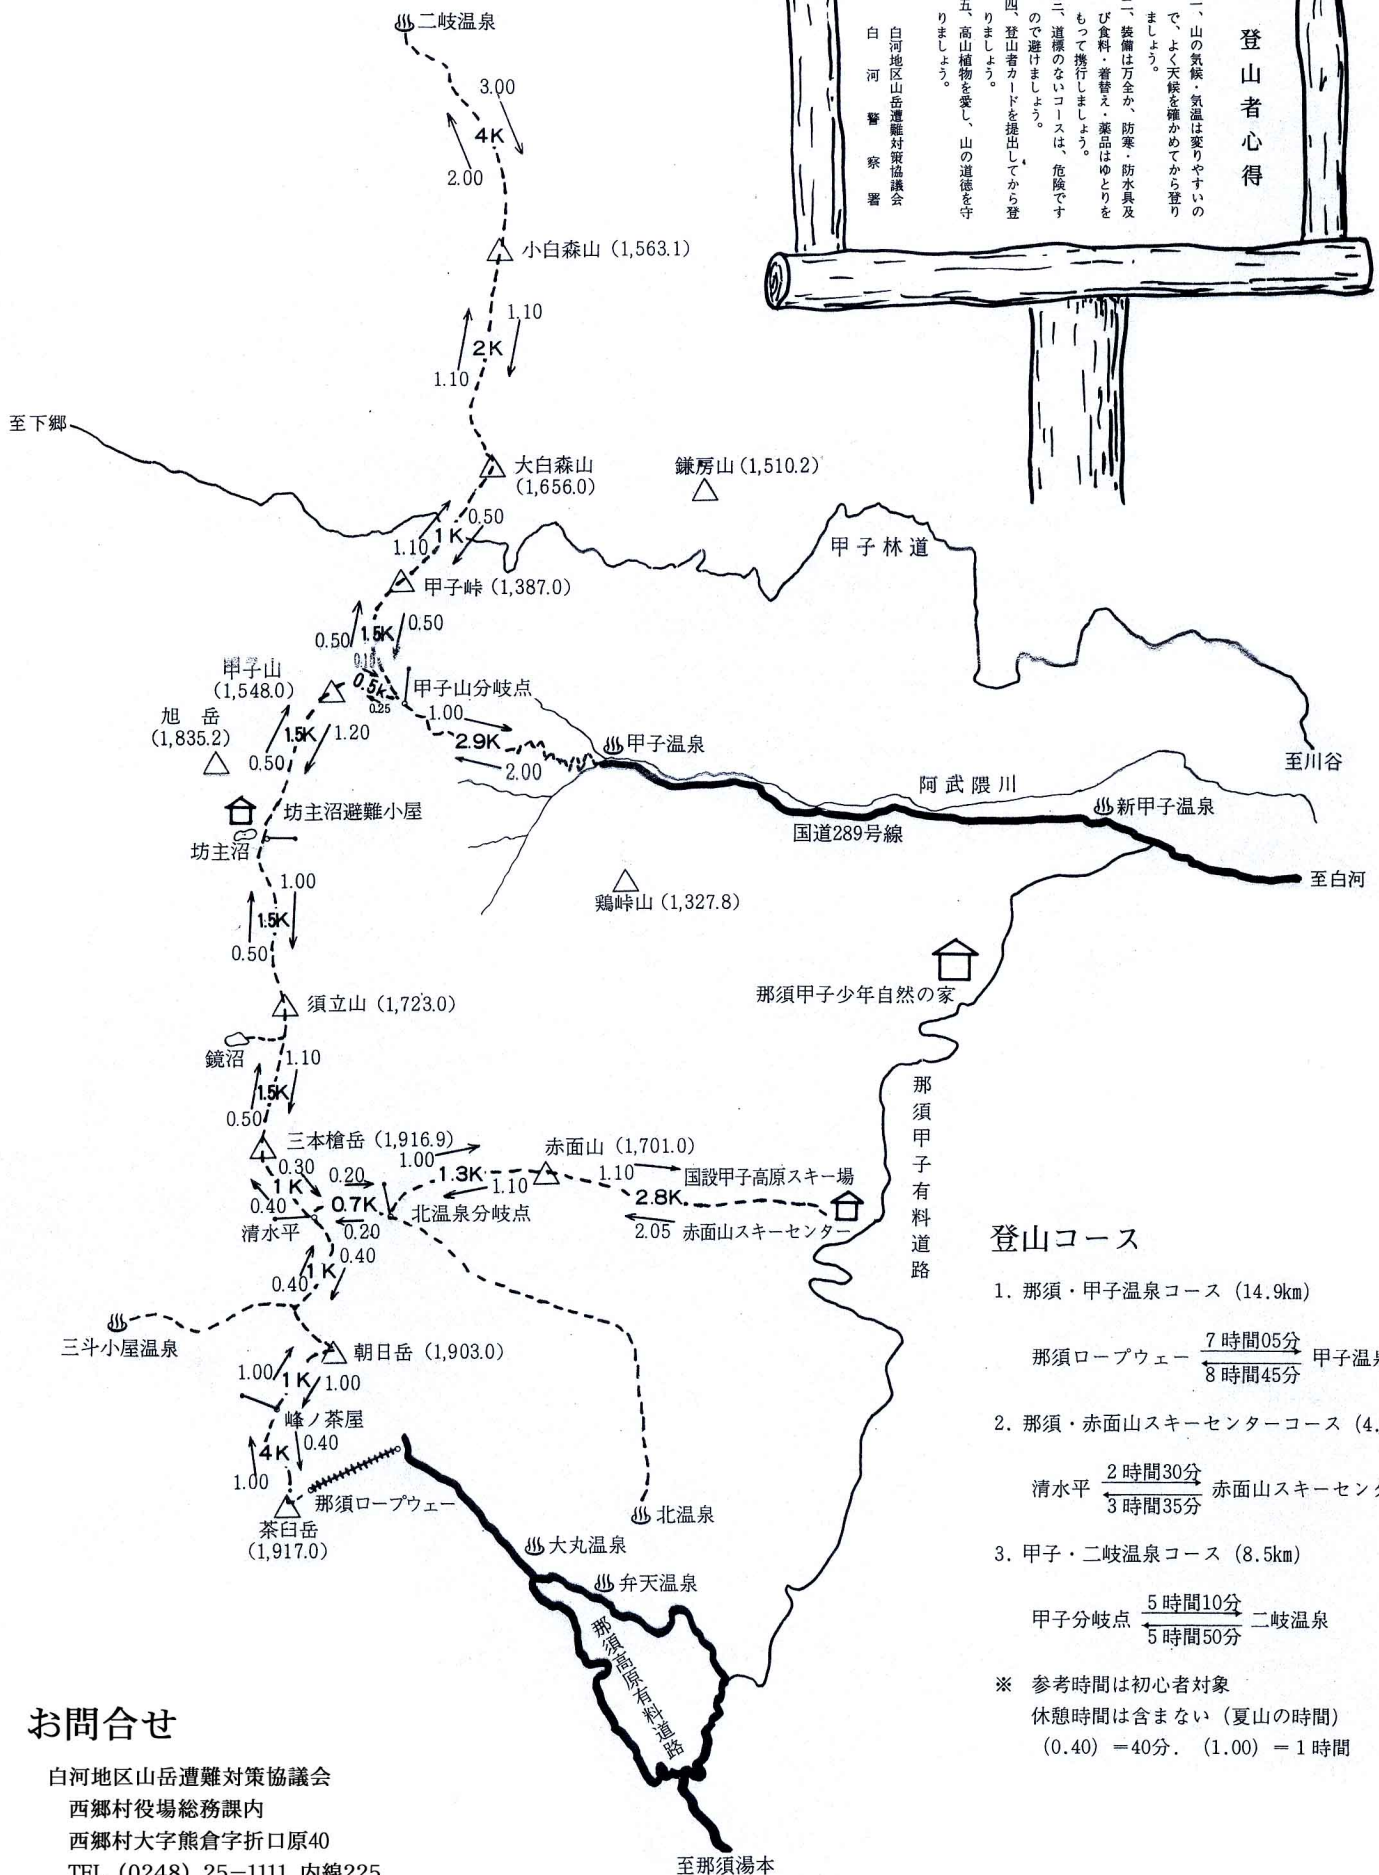 登山者心得
一、山の気候・気温は変りやすいの
で、よく天候を確かめてから登り
ましょう。
二、装備は万全か、防寒・防水具及
び食料・着替え・薬品はゆとりを
もって携行しましょう。
三、道標のないコースは、危険です
ので避けましょう。
四、登山者カードを提出してから登
りましょう。
五、高山植物を愛し、山の道徳を守
りましょう。
白河地区山岳遭難対策協議会
白河警察署
二岐温泉
3.00
4K
2.00
小白森山 (1,563.1)
1.10
2K
1.10
至下郷
大白森山
(1,656.0)
鎌房山 (1,510.2)
0.50
1K
1.10
甲子林道
甲子峠 (1,387.0)
0.50
1.5K
0.50
甲子山
(1,548.0)
0.5K
0.25
甲子山分岐点
旭岳
(1,835.2)
1.5K
1.20
0.50
1.00
2.9K
2.00
甲子温泉
至川谷
阿武隈川
新甲子温泉
国道289号線
至白河
坊主沼避難小屋
坊主沼
1.00
1.5K
0.50
鶏峠山 (1,327.8)
那須甲子少年自然の家
須立山 (1,723.0)
鏡沼
1.10
1.5K
0.50
那須甲子有料道路
三本槍岳 (1,916.9)
赤面山 (1,701.0)
0.30
1K
0.40
0.20
0.7K
0.20
1.00
1.3K
1.10
1.10
2.8K
2.05
国設甲子高原スキー場
赤面山スキーセンター
北温泉分岐点
清水平
0.40
1K
0.40
三斗小屋温泉
朝日岳 (1,903.0)
1.00
1K
1.00
峰ノ茶屋
0.40
4K
1.00
那須ロープウェー
茶臼岳
(1,917.0)
北温泉
大丸温泉
弁天温泉
那須高原有料道路
至那須湯本
登山コース
1. 那須・甲子温泉コース (14.9km)
那須ロープウェー 7時間05分 8時間45分 甲子温泉
2. 那須・赤面山スキーセンターコース (4.
清水平 2時間30分 3時間35分 赤面山スキーセン
3. 甲子・二岐温泉コース (8.5km)
甲子分岐点 5時間10分 5時間50分 二岐温泉
※ 参考時間は初心者対象
休憩時間は含まない (夏山の時間)
(0.40) =40分. (1.00) =1時間
お問合せ
白河地区山岳遭難対策協議会
西郷村役場総務課内
西郷村大字熊倉字折口原40
TEL (0248) 25-1111 内線225